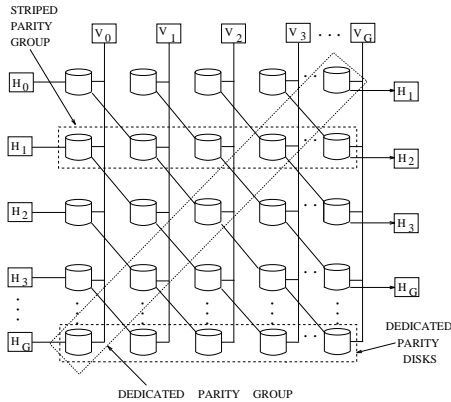 STRIPED
PARITY
GROUP
V0 V1 V2 V3 . . . VG
H0
H1
H1
H2
H2
H3
H3
HG
HG
DEDICATED
PARITY
DISKS
DEDICATED PARITY GROUP